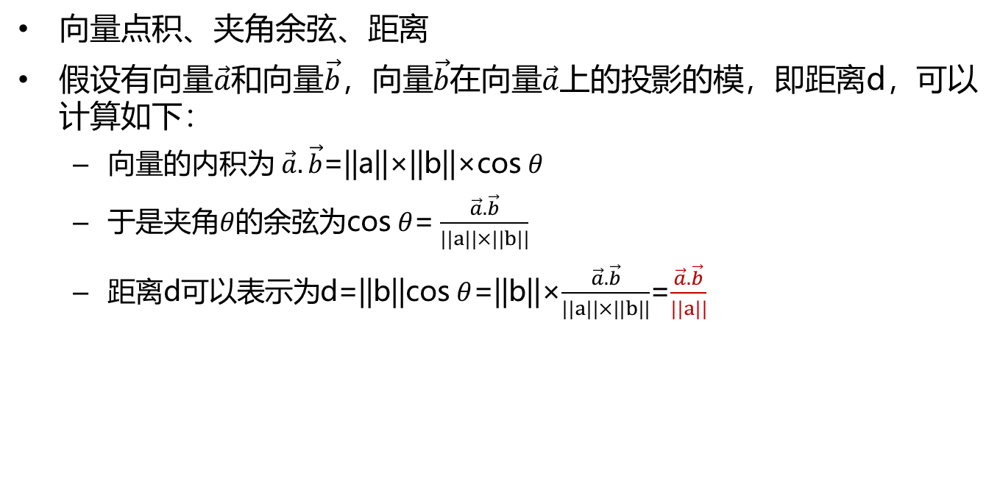 • 向量点积、夹角余弦、距离
• 假设有向量$\vec{a}$和向量$\vec{b}$，向量$\vec{b}$在向量$\vec{a}$上的投影的模，即距离d，可以
计算如下：
– 向量的内积为 $\vec{a}.\vec{b}$=||a||×||b||×cos $\theta$
– 于是夹角$\theta$的余弦为cos $\theta$= $\frac{\vec{a}.\vec{b}}{||a||×||b||}$
– 距离d可以表示为d=||b||cos $\theta$=||b||×$\frac{\vec{a}.\vec{b}}{||a||×||b||}$=$\frac{\vec{a}.\vec{b}}{||a||}$